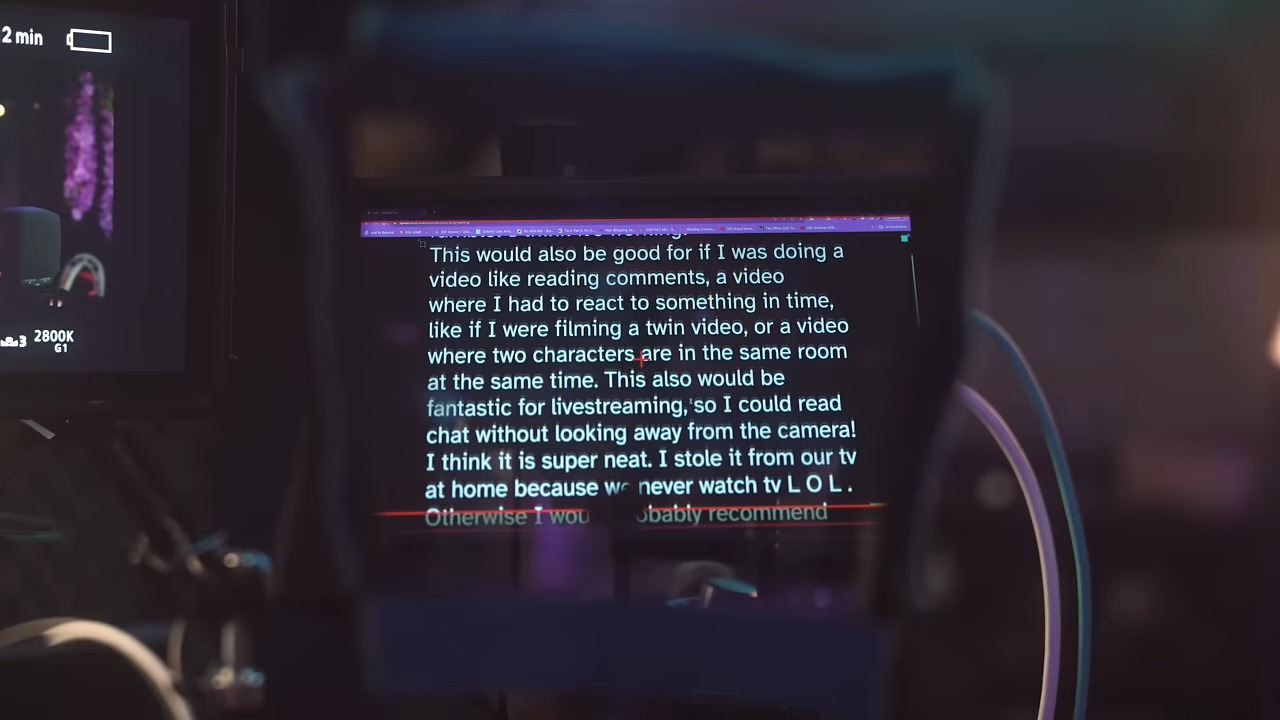 2 min
This would also be good for if I was doing a
video like reading comments, a video
where I had to react to something in time,
like if I were filming a twin video, or a video
where two characters are in the same room
at the same time. This also would be
fantastic for livestreaming, so I could read
chat without looking away from the camera!
I think it is super neat. I stole it from our tv
at home because we never watch tv L O L .
Otherwise I would probably recommend
3 2800K
G1